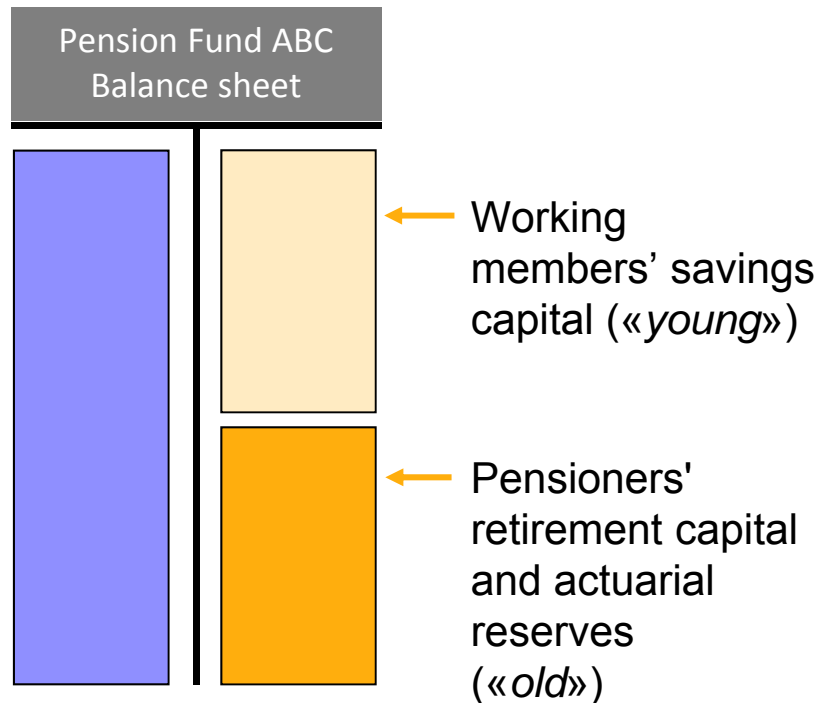 Pension Fund ABC
Balance sheet
Working
members’ savings
capital («young»)
Pensioners'
retirement capital
and actuarial
reserves
(«old»)